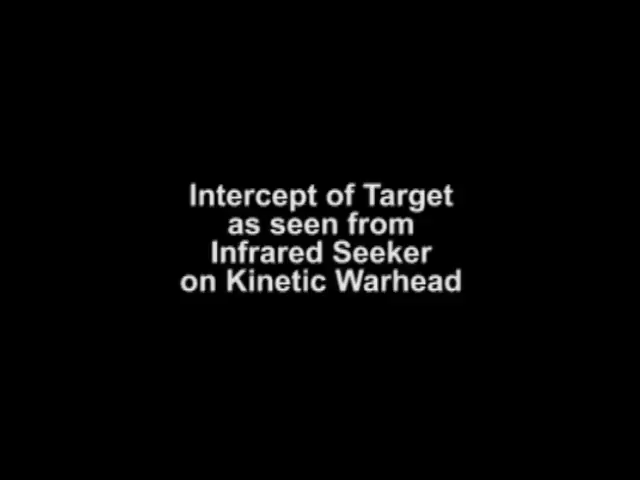 Intercept of Target
as seen from
Infrared Seeker
on Kinetic Warhead